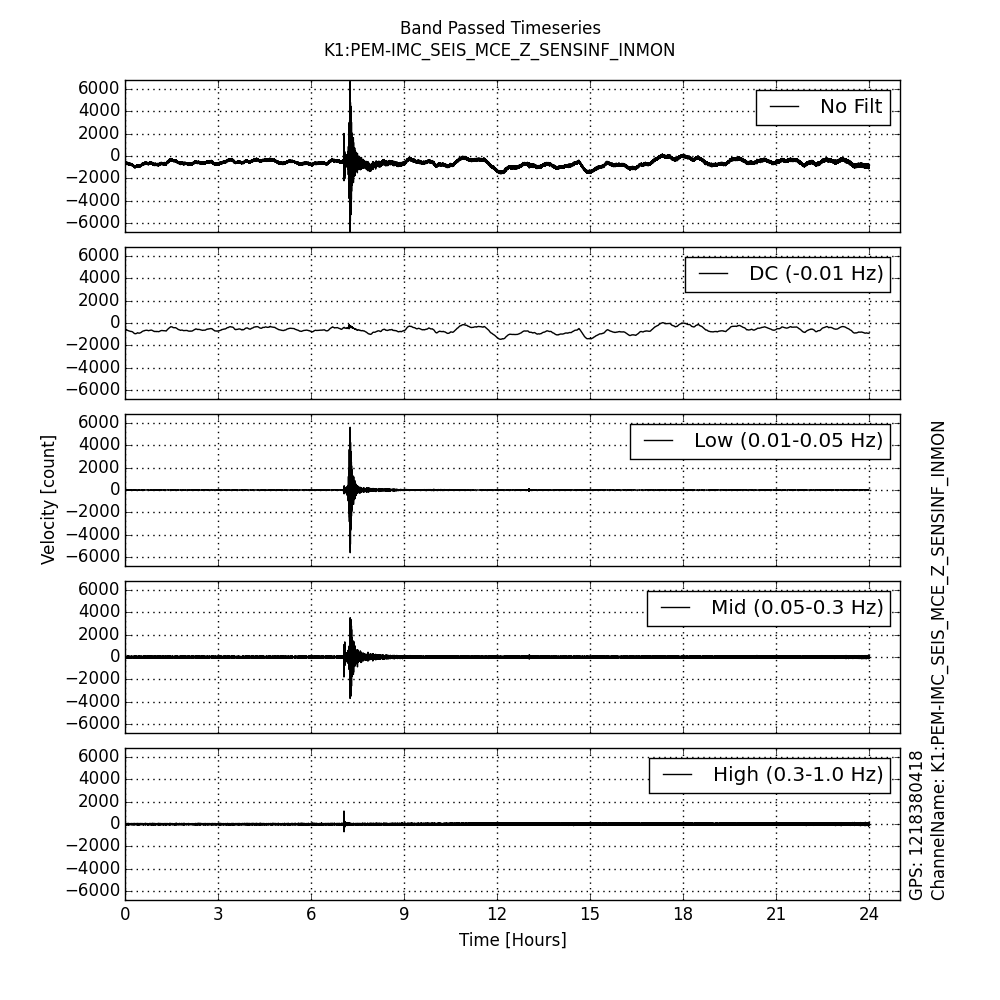 Band Passed Timeseries
K1:PEM-IMC_SEIS_MCE_Z_SENSINF_INMON
6000
4000
2000
0
−2000
−4000
−6000
No Filt
6000
4000
2000
0
−2000
−4000
−6000
DC (-0.01 Hz)
Velocity [count]
6000
4000
2000
0
−2000
−4000
−6000
Low (0.01-0.05 Hz)
6000
4000
2000
0
−2000
−4000
−6000
Mid (0.05-0.3 Hz)
6000
4000
2000
0
−2000
−4000
−6000
High (0.3-1.0 Hz)
0 3 6 9 12 15 18 21 24
Time [Hours]
GPS: 1218380418
ChannelName: K1:PEM-IMC_SEIS_MCE_Z_SENSINF_INMON